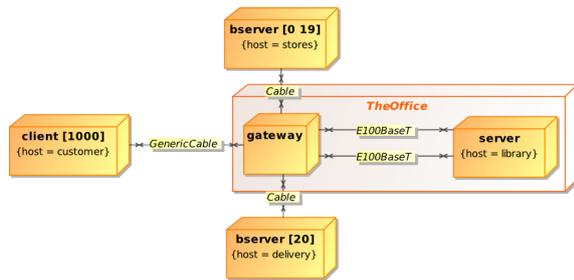 bserver [0 19]
{host = stores}
Cable
TheOffice
client [1000]
{host = customer}
GenericCable
gateway
E100BaseT
E100BaseT
server
{host = library}
Cable
bserver [20]
{host = delivery}